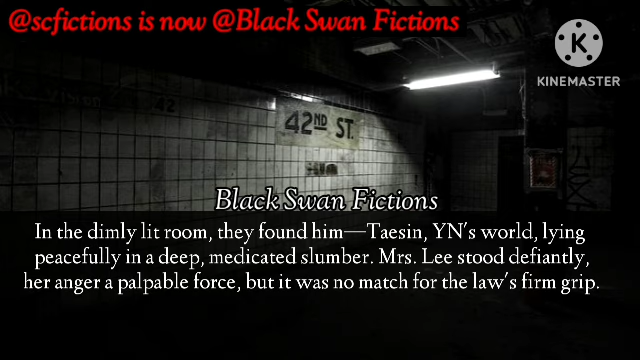 @scfictions is now @Black Swan Fictions
K
KINEMASTER
42ND ST.
Black Swan Fictions
In the dimly lit room, they found him—Taesin, YN's world, lying
peacefully in a deep, medicated slumber. Mrs. Lee stood defiantly,
her anger a palpable force, but it was no match for the law's firm grip.